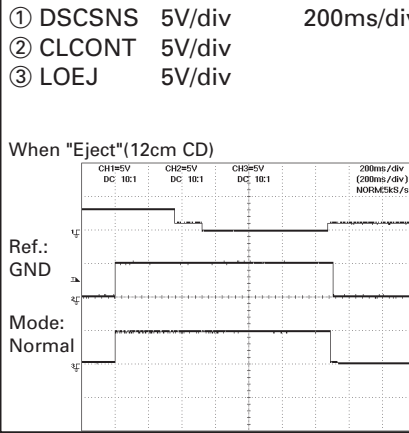 ① DSCSNS 5V/div 200ms/div
② CLCONT 5V/div
③ LOEJ 5V/div
When "Eject"(12cm CD)
CH1=5V CH2=5V CH3=5V 200ms/div
DC 10:1 DC 10:1 DC 10:1 (200ms/div)
NORM:5kS/s
Ref.:
GND
Mode:
Normal